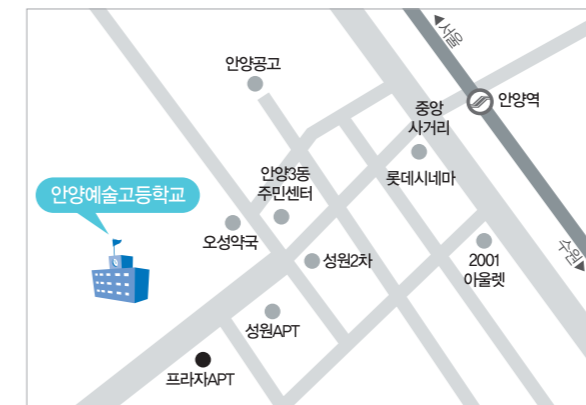 서울
안양공고
안양역
중앙
사거리
안양3동
주민센터
롯데시네마
안양예술고등학교
오성약국
성원2차
2001
아울렛
수원
성원APT
프라자APT